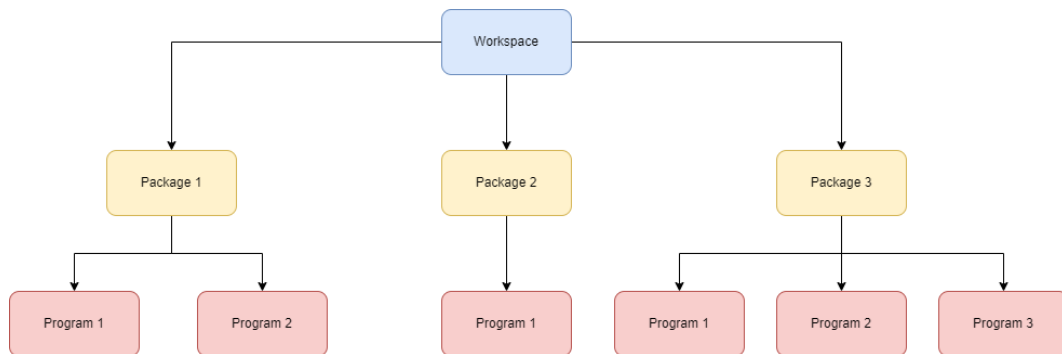 Workspace
Package 1
Package 2
Package 3
Program 1
Program 2
Program 1
Program 1
Program 2
Program 3